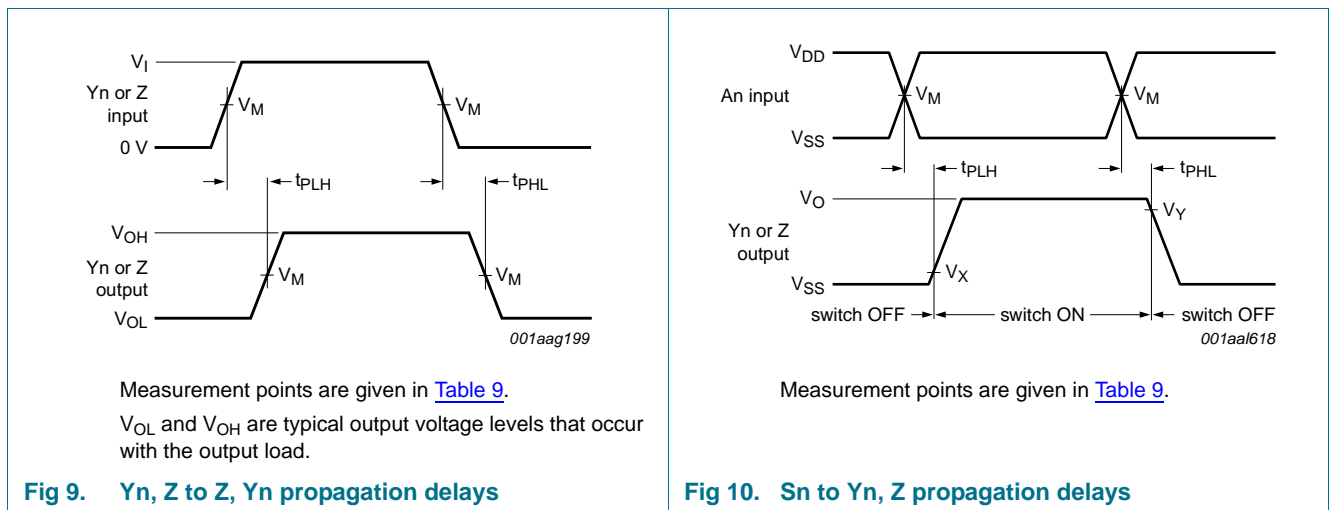 V_I
Yn or Z
input
0 V
V_M
V_M
t_PLH
t_PHL
V_OH
Yn or Z
output
V_OL
V_M
V_M
001aag199
Measurement points are given in Table 9.
V_OL and V_OH are typical output voltage levels that occur
with the output load.
Fig 9. Yn, Z to Z, Yn propagation delays
V_DD
An input
V_SS
V_M
V_M
t_PLH
t_PHL
V_O
Yn or Z
output
V_SS
V_X
V_Y
switch OFF
switch ON
switch OFF
001aal618
Measurement points are given in Table 9.
Fig 10. Sn to Yn, Z propagation delays